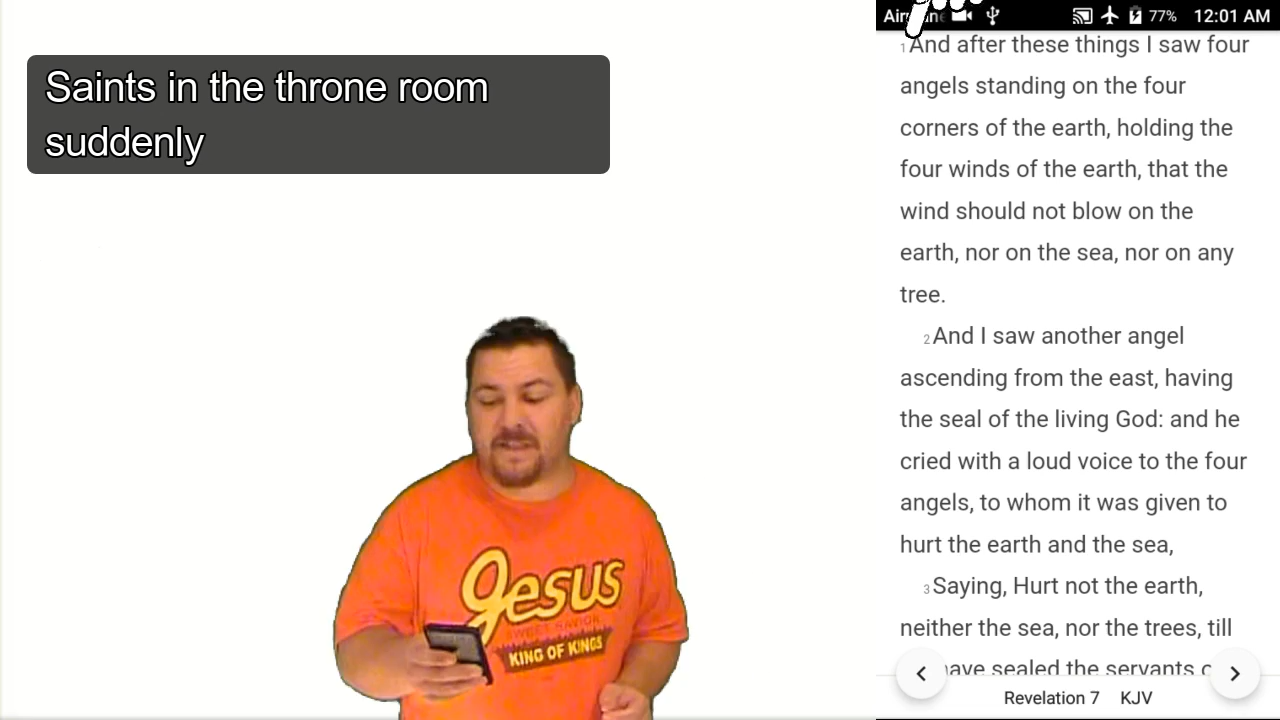 Saints in the throne room
suddenly
77% 12:01 AM
1And after these things I saw four
angels standing on the four
corners of the earth, holding the
four winds of the earth, that the
wind should not blow on the
earth, nor on the sea, nor on any
tree.
2And I saw another angel
ascending from the east, having
the seal of the living God: and he
cried with a loud voice to the four
angels, to whom it was given to
hurt the earth and the sea,
3Saying, Hurt not the earth,
neither the sea, nor the trees, till
have sealed the servants
Revelation 7 KJV
Jesus
SWEET SAVIOR
KING OF KINGS